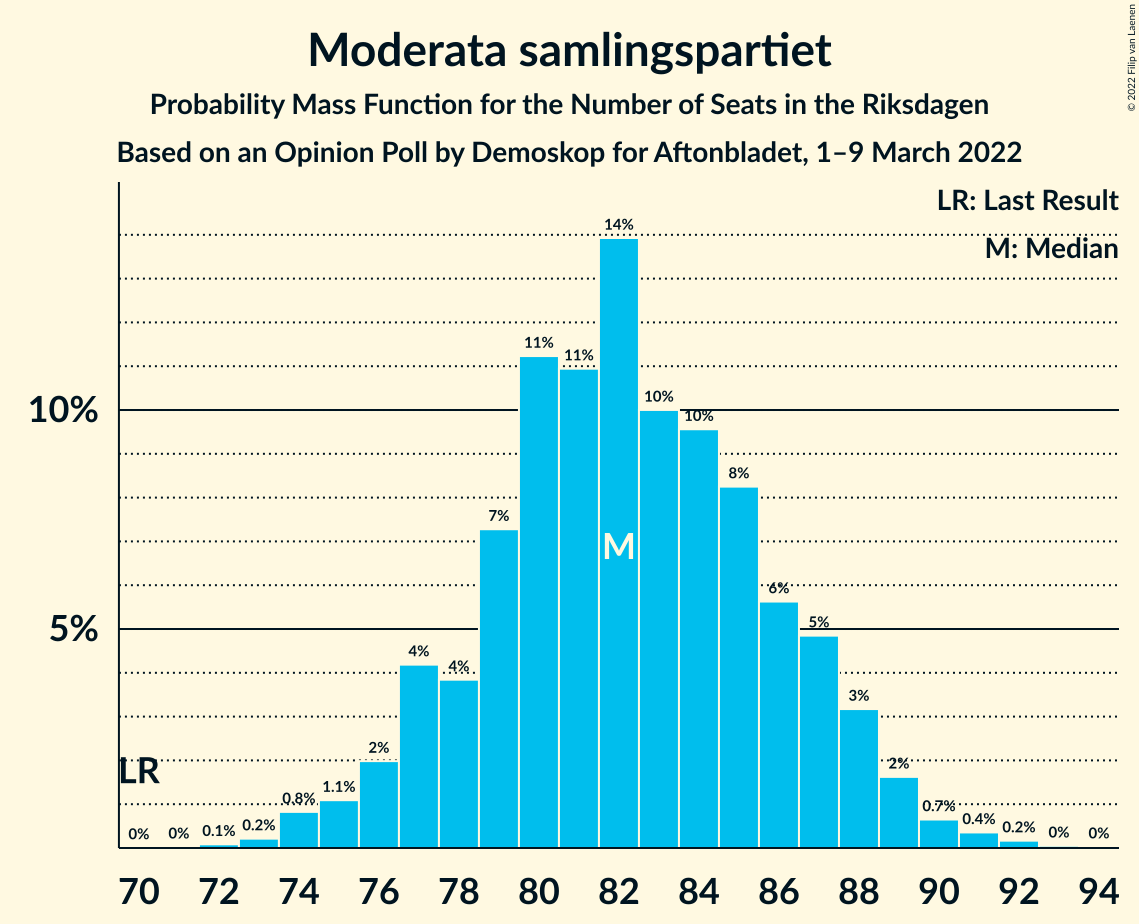 Moderata samlingspartiet
Probability Mass Function for the Number of Seats in the Riksdagen
Based on an Opinion Poll by Demoskop for Aftonbladet, 1–9 March 2022
© 2022 Filip van Laenen
LR: Last Result
M: Median
14%
11%
11%
10%
10%
10%
8%
7%
M
6%
5%
5%
4%
4%
3%
2%
2%
LR
1.1%
0.8%
0.7%
0.4%
0% 0% 0.1% 0.2% 0.2% 0% 0%
70 72 74 76 78 80 82 84 86 88 90 92 94